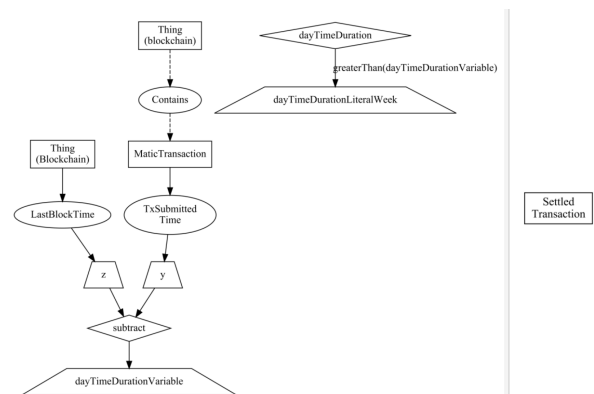 Thing
(blockchain)
dayTimeDuration
greaterThan(dayTimeDurationVariable)
Contains
dayTimeDurationLiteralWeek
Thing
(Blockchain)
MaticTransaction
LastBlockTime
TxSubmitted
Time
Settled
Transaction
z
y
subtract
dayTimeDurationVariable